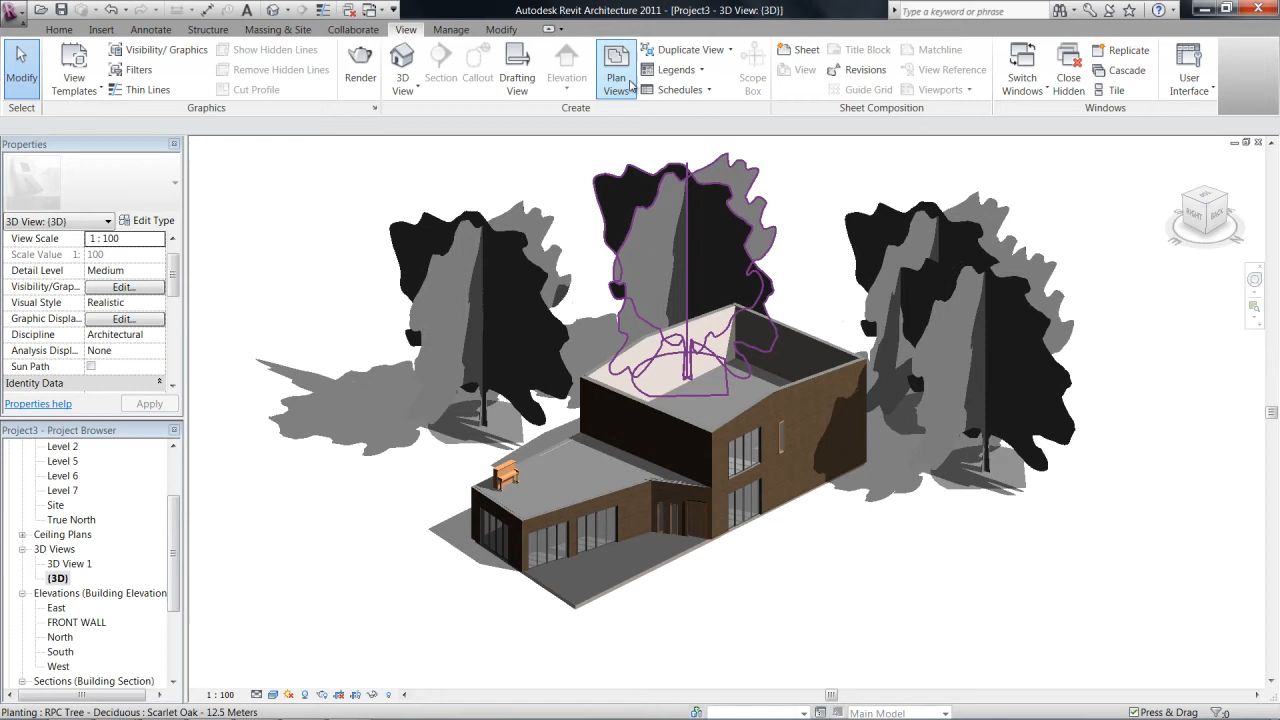 Autodesk Revit Architecture 2011 - [Project3 - 3D View: {3D}]
Type a keyword or phrase
Home Insert Annotate Structure Massing & Site Collaborate View Manage Modify
Modify
View Templates
Visibility/ Graphics
Filters
Thin Lines
Show Hidden Lines
Remove Hidden Lines
Cut Profile
Render
3D View
Section
Callout
Drafting View
Elevation
Plan Views
Duplicate View
Legends
Schedules
Scope Box
Sheet
View
Title Block
Revisions
Guide Grid
Matchline
View Reference
Viewports
Switch Windows
Close Hidden
Replicate
Cascade
Tile
User Interface
Select Graphics Create Sheet Composition Windows
Properties
3D View: {3D} Edit Type
View Scale 1 : 100
Scale Value 1: 100
Detail Level Medium
Visibility/Grap... Edit...
Visual Style Realistic
Graphic Displa... Edit...
Discipline Architectural
Analysis Displ... None
Sun Path
Identity Data
Properties help Apply
Project3 - Project Browser
Level 2
Level 5
Level 6
Level 7
Site
True North
Ceiling Plans
3D Views
3D View 1
{3D}
Elevations (Building Elevation
East
FRONT WALL
North
South
West
Sections (Building Section)
RIGHT BACK
1 : 100
Planting : RPC Tree - Deciduous : Scarlet Oak - 12.5 Meters
Main Model
Press & Drag
:0